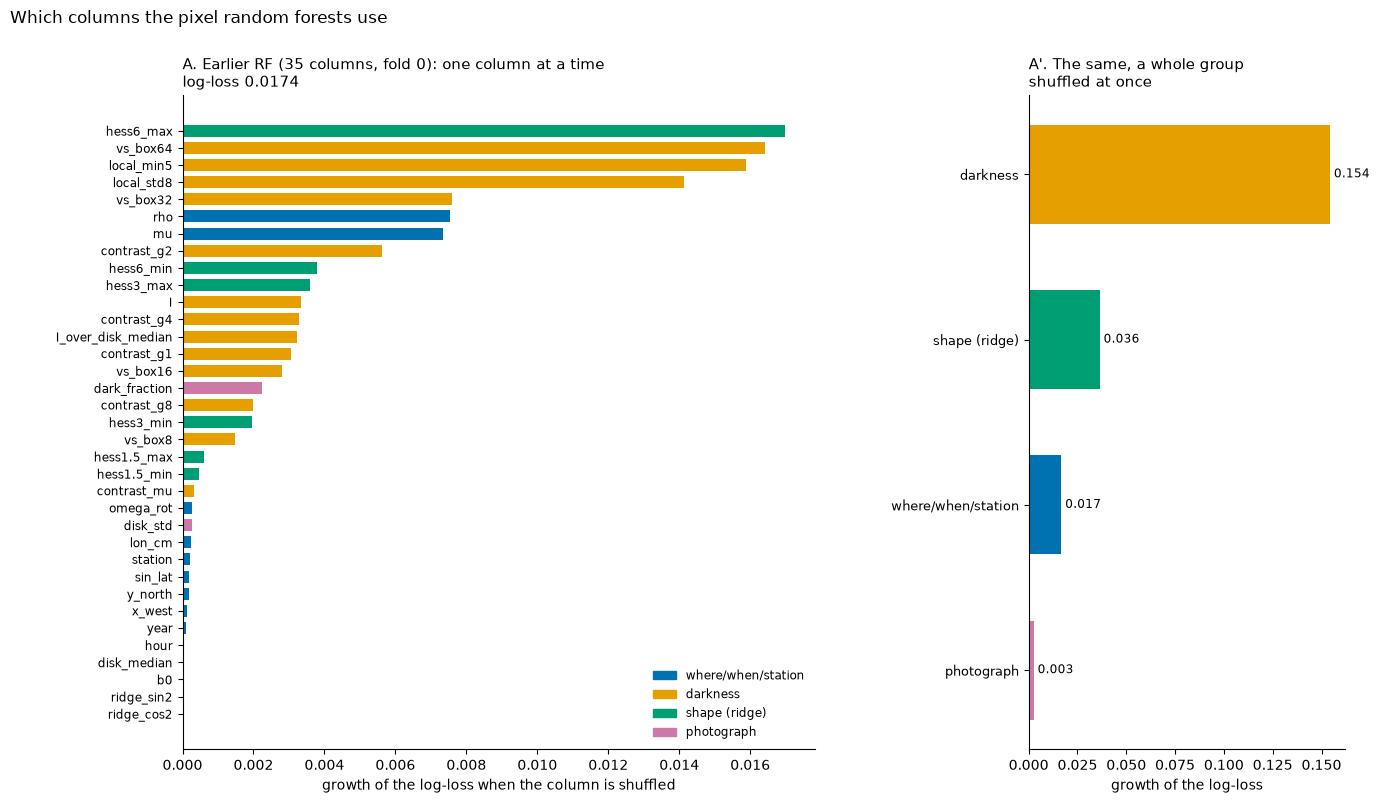 Which columns the pixel random forests use
A. Earlier RF (35 columns, fold 0): one column at a time
log-loss 0.0174
hess6_max
vs_box64
local_min5
local_std8
vs_box32
rho
mu
contrast_g2
hess6_min
hess3_max
I
contrast_g4
I_over_disk_median
contrast_g1
vs_box16
dark_fraction
contrast_g8
hess3_min
vs_box8
hess1.5_max
hess1.5_min
contrast_mu
omega_rot
disk_std
lon_cm
station
sin_lat
y_north
x_west
year
hour
disk_median
b0
ridge_sin2
ridge_cos2
where/when/station
darkness
shape (ridge)
photograph
0.000 0.002 0.004 0.006 0.008 0.010 0.012 0.014 0.016
growth of the log-loss when the column is shuffled
A'. The same, a whole group
shuffled at once
darkness 0.154
shape (ridge) 0.036
where/when/station 0.017
photograph 0.003
0.000 0.025 0.050 0.075 0.100 0.125 0.150
growth of the log-loss